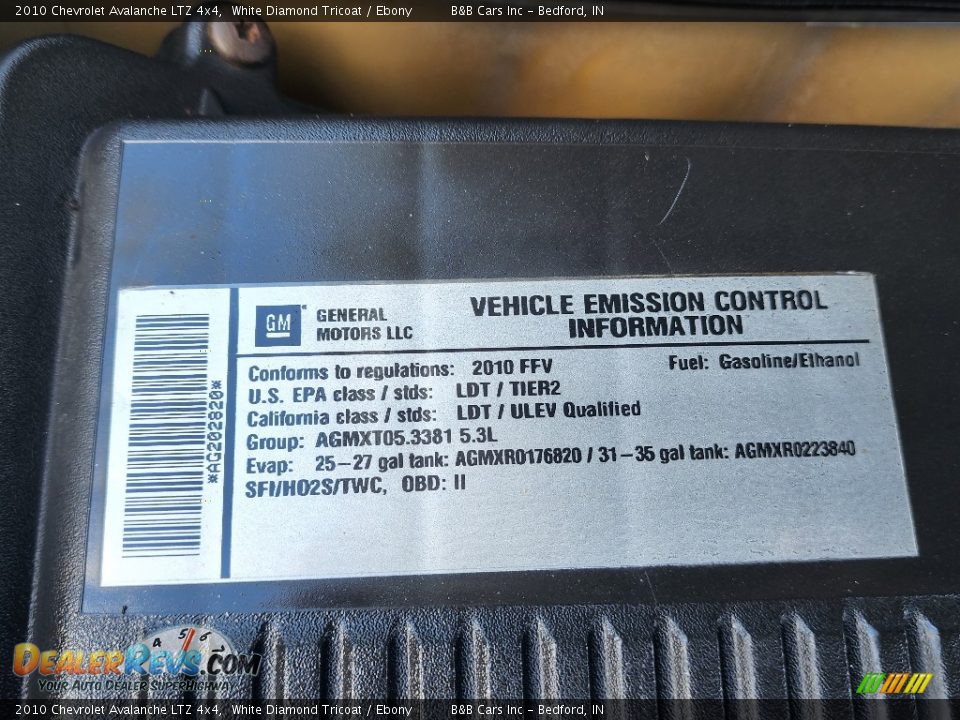 2010 Chevrolet Avalanche LTZ 4x4, White Diamond Tricoat / Ebony B&B Cars Inc - Bedford, IN
GM GENERAL
MOTORS LLC
VEHICLE EMISSION CONTROL
INFORMATION
Conforms to regulations: 2010 FFV
Fuel: Gasoline/Ethanol
U.S. EPA class / stds: LDT / TIER2
California class / stds: LDT / ULEV Qualified
Group: AGMXT05.3381 5.3L
Evap: 25-27 gal tank: AGMXR0176820 / 31-35 gal tank: AGMXR0223840
SFI/HO2S/TWC, OBD: II
*AG202820*
4 5 6
DealerRevs.com
Your Auto Dealer SuperHighway
2010 Chevrolet Avalanche LTZ 4x4, White Diamond Tricoat / Ebony B&B Cars Inc - Bedford, IN